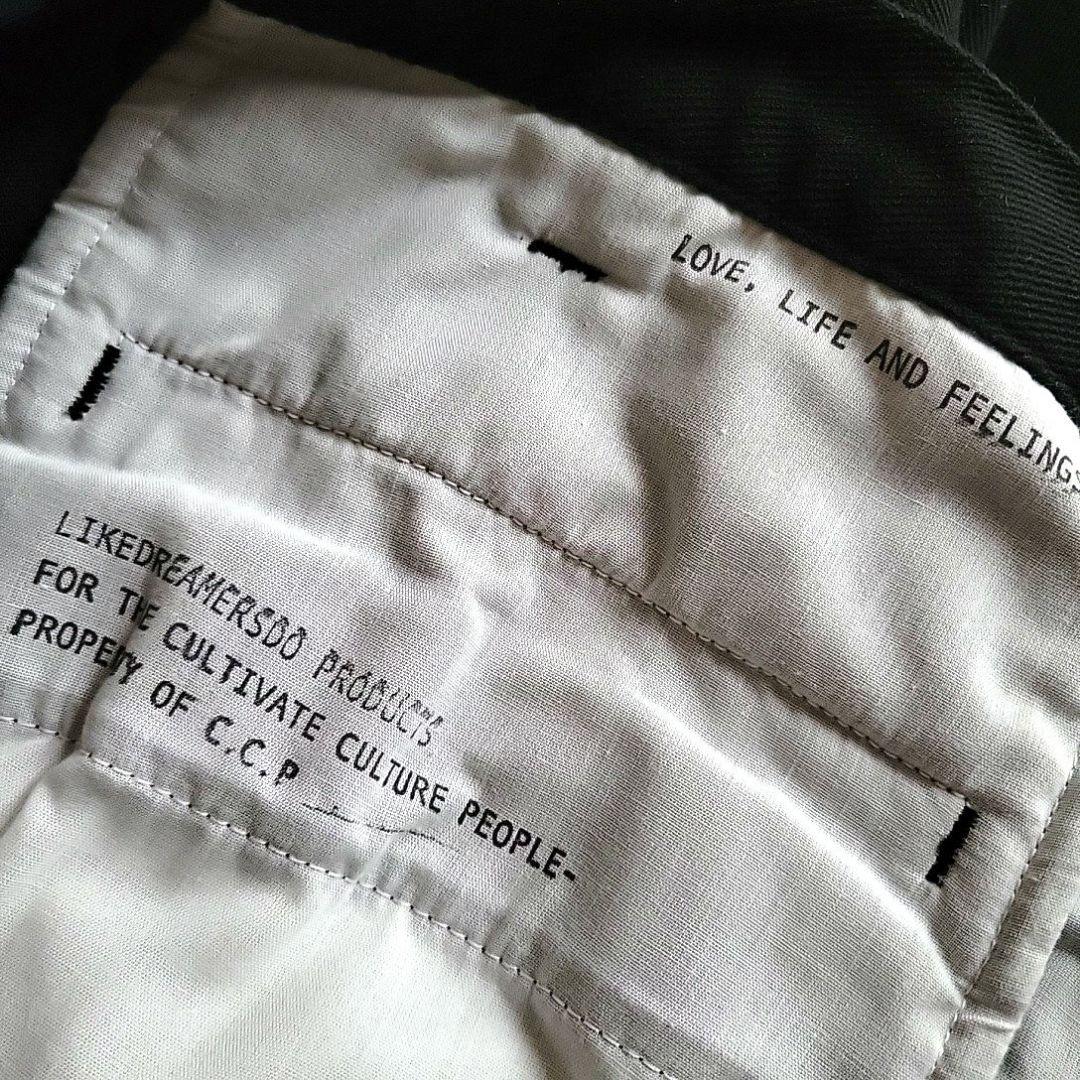 LOVE, LIFE AND FEELINGS
LIKEDREAMERSDO PRODUCTS
FOR THE CULTIVATE CULTURE PEOPLE-
PROPERTY OF C.C.P